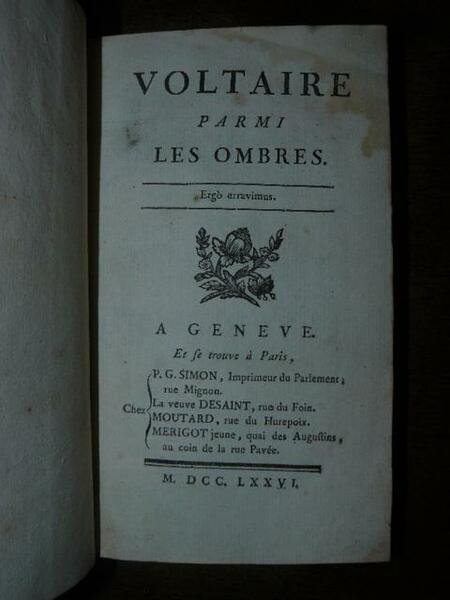 VOLTAIRE
PARMI
LES OMBRES.
Ergò erravimus.
A GENEVE.
Et se trouve à Paris,
Chez
P. G. SIMON, Imprimeur du Parlement,
rue Mignon.
La veuve DESAINT, rue du Foin.
MOUTARD, rue du Hurepoix.
MERIGOT jeune, quai des Augustins,
au coin de la rue Pavée.
M. DCC. LXXVI.